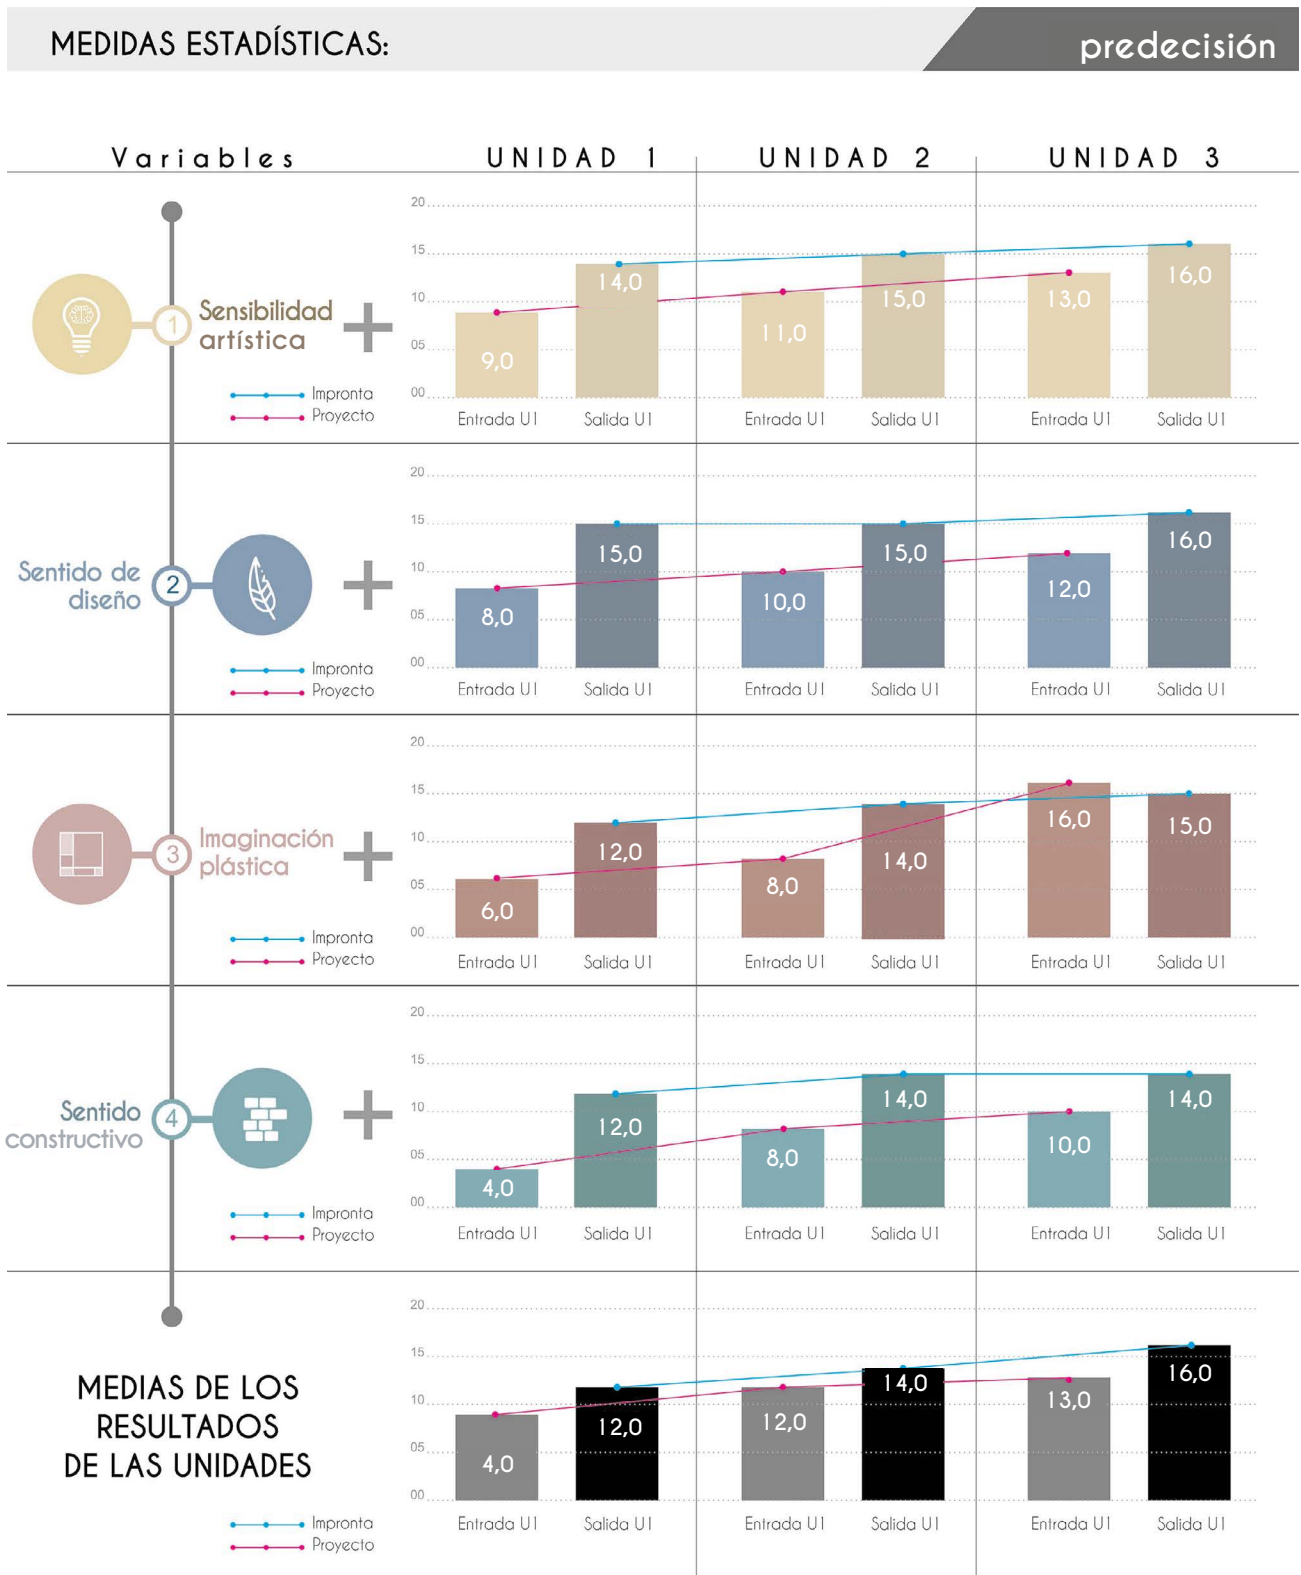 MEDIDAS ESTADÍSTICAS:
predecisión
Variables
UNIDAD 1
UNIDAD 2
UNIDAD 3
20
15
10
05
00
14,0
16,0
15,0
13,0
11,0
9,0
1
Sensibilidad
artística
Impronta
Proyecto
Entrada U1
Salida U1
Entrada U1
Salida U1
Entrada U1
Salida U1
20
15
10
05
00
15,0
15,0
16,0
8,0
10,0
12,0
Sentido de
diseño
2
Impronta
Proyecto
Entrada U1
Salida U1
Entrada U1
Salida U1
Entrada U1
Salida U1
20
15
10
05
00
16,0
15,0
12,0
14,0
8,0
6,0
3
Imaginación
plástica
Impronta
Proyecto
Entrada U1
Salida U1
Entrada U1
Salida U1
Entrada U1
Salida U1
20
15
10
05
00
12,0
14,0
14,0
4,0
8,0
10,0
Sentido
constructivo
4
Impronta
Proyecto
Entrada U1
Salida U1
Entrada U1
Salida U1
Entrada U1
Salida U1
20
15
10
05
00
4,0
12,0
12,0
14,0
13,0
16,0
MEDIAS DE LOS
RESULTADOS
DE LAS UNIDADES
Impronta
Proyecto
Entrada U1
Salida U1
Entrada U1
Salida U1
Entrada U1
Salida U1